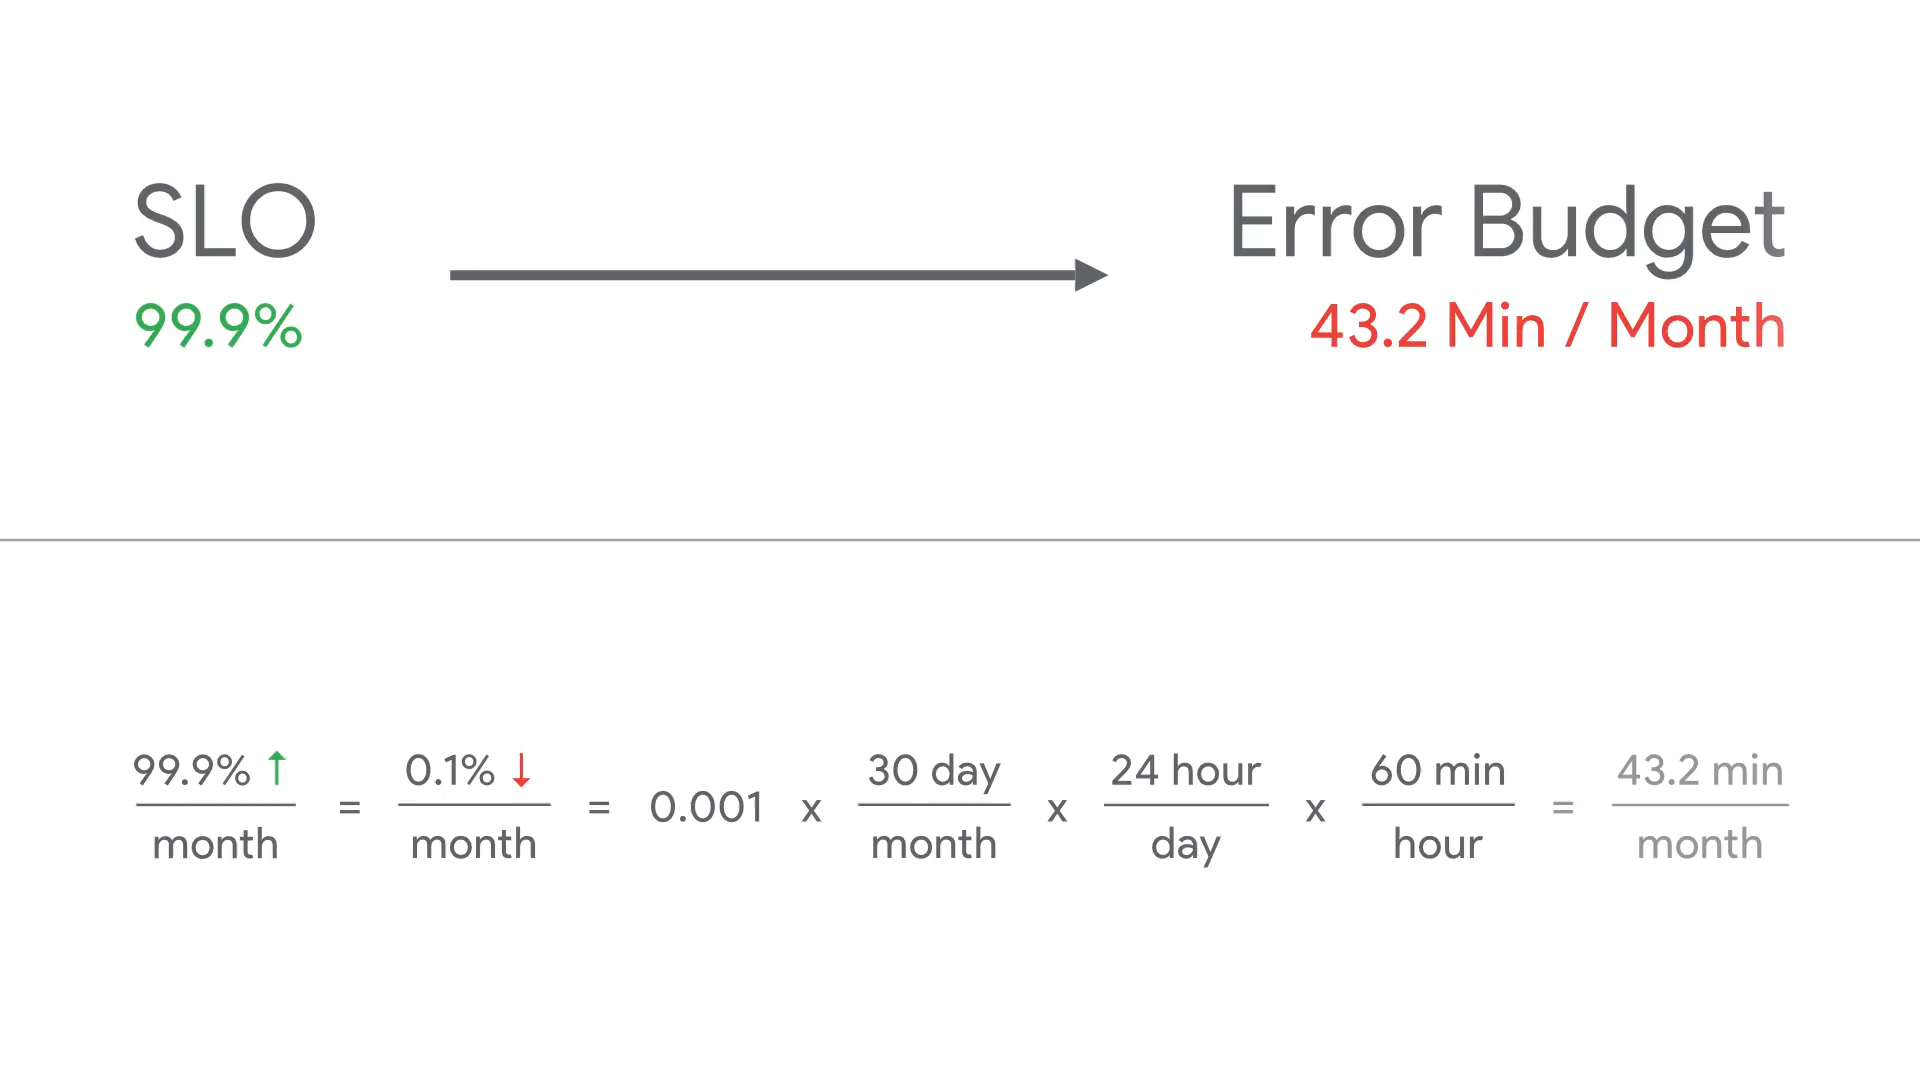 SLO
99.9%
Error Budget
43.2 Min / Month
99.9% ↑ / month = 0.1% ↓ / month = 0.001 x 30 day / month x 24 hour / day x 60 min / hour = 43.2 min / month